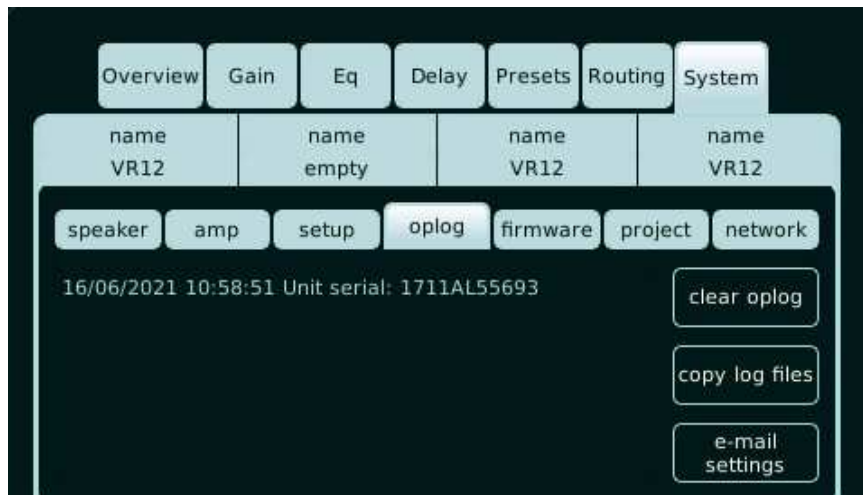 Overview Gain Eq Delay Presets Routing System
name name name name
VR12 empty VR12 VR12
speaker amp setup oplog firmware project network
16/06/2021 10:58:51 Unit serial: 1711AL55693
clear oplog
copy log files
e-mail
settings